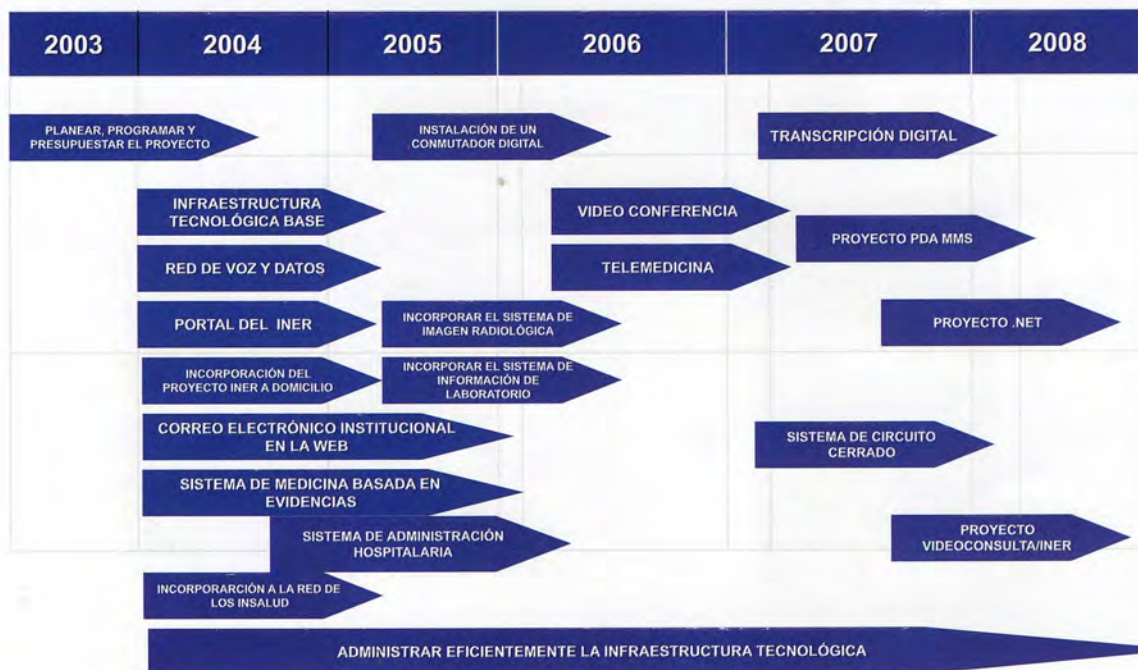 2003 2004 2005 2006 2007 2008
PLANEAR, PROGRAMAR Y
PRESUPUESTAR EL PROYECTO
INSTALACIÓN DE UN
CONMUTADOR DIGITAL
TRANSCRIPCIÓN DIGITAL
INFRAESTRUCTURA
TECNOLÓGICA BASE
VIDEO CONFERENCIA
PROYECTO PDA MMS
RED DE VOZ Y DATOS
TELEMEDICINA
PORTAL DEL INER
INCORPORAR EL SISTEMA DE
IMAGEN RADIOLÓGICA
PROYECTO .NET
INCORPORACIÓN DEL
PROYECTO INER A DOMICILIO
INCORPORAR EL SISTEMA DE
INFORMACIÓN DE
LABORATORIO
CORREO ELECTRÓNICO INSTITUCIONAL
EN LA WEB
SISTEMA DE CIRCUITO
CERRADO
SISTEMA DE MEDICINA BASADA EN
EVIDENCIAS
SISTEMA DE ADMINISTRACIÓN
HOSPITALARIA
PROYECTO
VIDEOCONSULTA/INER
INCORPORARCIÓN A LA RED DE
LOS INSALUD
ADMINISTRAR EFICIENTEMENTE LA INFRAESTRUCTURA TECNOLÓGICA